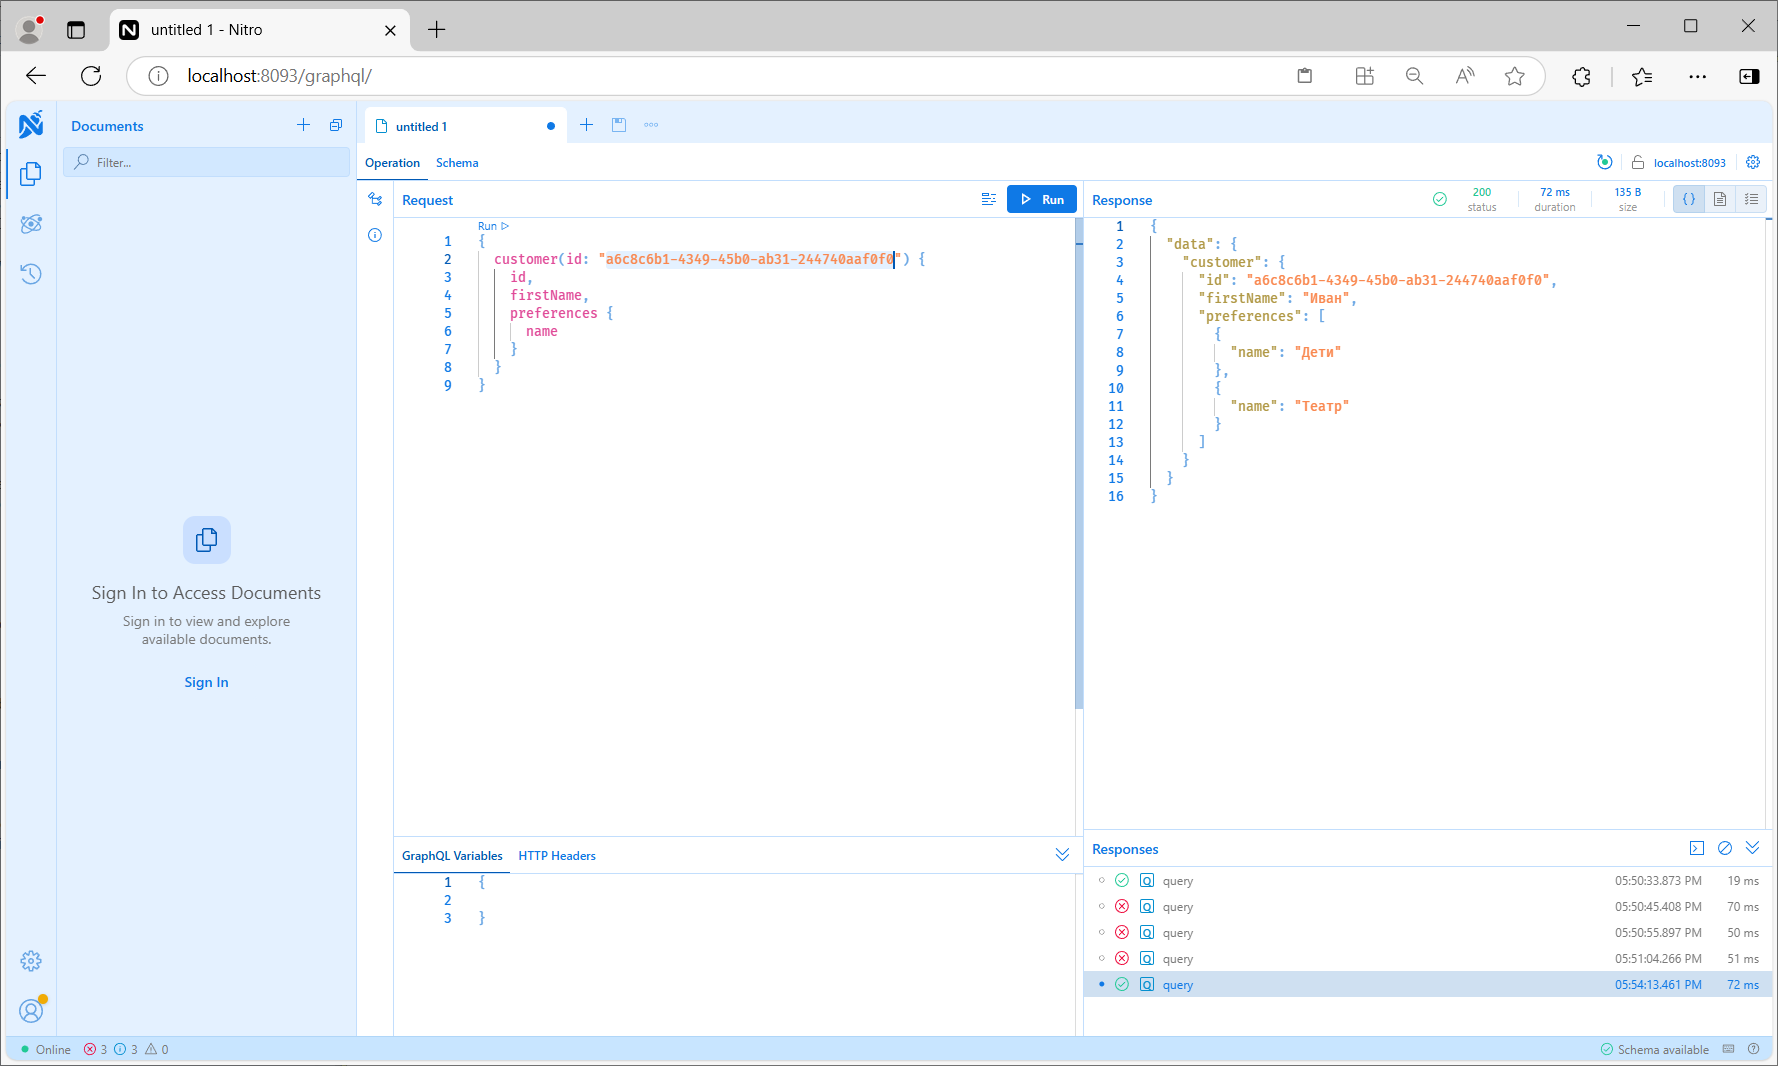 untitled 1 - Nitro
localhost:8093/graphql/
Documents
untitled 1
Filter...
Operation Schema
localhost:8093
Request
Run
Response
200 status
72 ms duration
135 B size
Run
1 {
2 customer(id: "a6c8c6b1-4349-45b0-ab31-244740aaf0f0") {
3 id,
4 firstName,
5 preferences {
6 name
7 }
8 }
9 }
1 {
2 "data": {
3 "customer": {
4 "id": "a6c8c6b1-4349-45b0-ab31-244740aaf0f0",
5 "firstName": "Иван",
6 "preferences": [
7 {
8 "name": "Дети"
9 },
10 {
11 "name": "Театр"
12 }
13 ]
14 }
15 }
16 }
Sign In to Access Documents
Sign in to view and explore
available documents.
Sign In
GraphQL Variables HTTP Headers
1 {
2
3 }
Responses
Q query 05:50:33.873 PM 19 ms
Q query 05:50:45.408 PM 70 ms
Q query 05:50:55.897 PM 50 ms
Q query 05:51:04.266 PM 51 ms
Q query 05:54:13.461 PM 72 ms
Online 3 3 0
Schema available